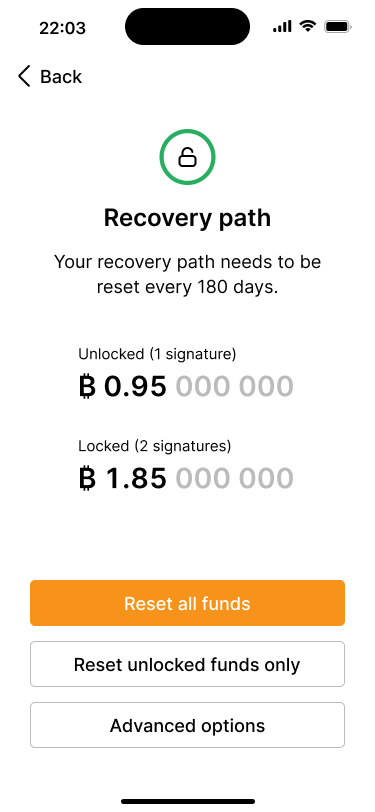 22:03
Back
Recovery path
Your recovery path needs to be
reset every 180 days.
Unlocked (1 signature)
₿ 0.95 000 000
Locked (2 signatures)
₿ 1.85 000 000
Reset all funds
Reset unlocked funds only
Advanced options